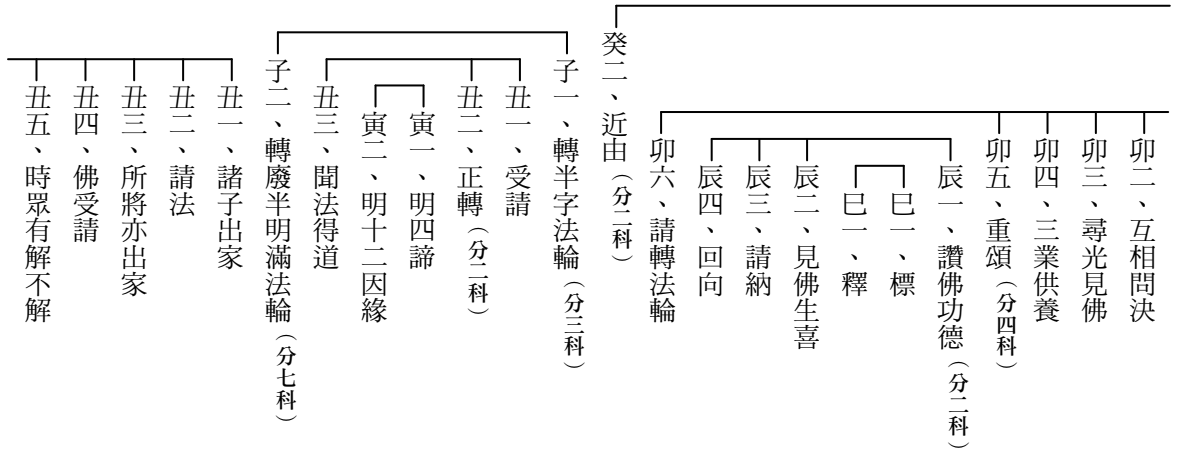 卯二、互相問決
卯三、尋光見佛
卯四、三業供養
卯五、重頌（分四科）
辰一、讚佛功德（分二科）
巳一、標
巳一、釋
辰二、見佛生喜
辰三、請納
辰四、回向
卯六、請轉法輪
癸二、近由（分二科）
子一、轉半字法輪（分三科）
丑一、受請
丑二、正轉（分二科）
寅一、明四諦
寅二、明十二因緣
丑三、聞法得道
子二、轉廢半明滿法輪（分七科）
丑一、諸子出家
丑二、請法
丑三、所將亦出家
丑四、佛受請
丑五、時眾有解不解